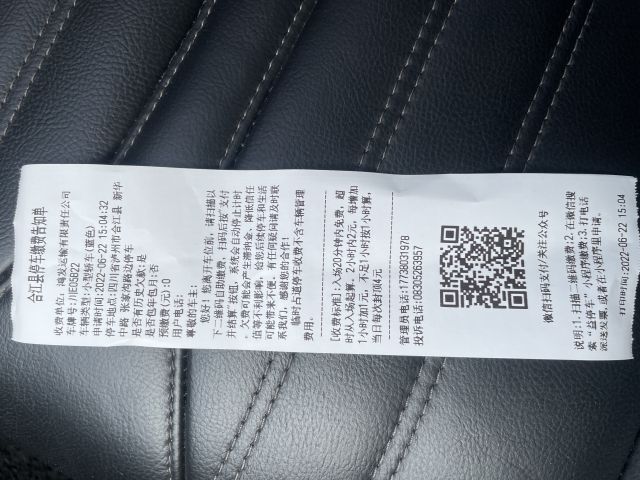 合江县停车缴费告知单
收费单位:鸿发运输有限责任公司
车牌号:川E05822
车辆类型:小型轿车(蓝色)
申请时间:2022-06-22 15:04:32
停车地点:四川省泸州市合江县 新华
中路 张家沟路边停车
是否有历史欠款:是
是否包年包月:否
预缴费(元):0
用户电话:
尊敬的车主:
您好!您离开车位前,请扫描以
下二维码自助缴费、扫码后按"支付
并结算"按钮,系统会自动停止计时
。欠费可能会产生滞纳金、降低信任
值等不利影响,给您后续停车和生活
可能带来不便,有任何疑问请及时联
系我们,感谢您的合作!
临时占道停车收费不含车辆管理
费用。
[收费标准]:入场20分钟内免费,超
时从入场起算,2小时内2元,每增加
1小时加1元,不足1小时按1小时算,
当日每次封顶4元
管理员电话:17738031978
投诉电话:08305263957
微信扫码支付/关注公众号
说明:1.扫描二维码缴费;2.在微信搜
索"益停车"小程序缴费;3.打电话
派送发票,或者在小程序里申请。
打印时间:2022-06-22 15:04